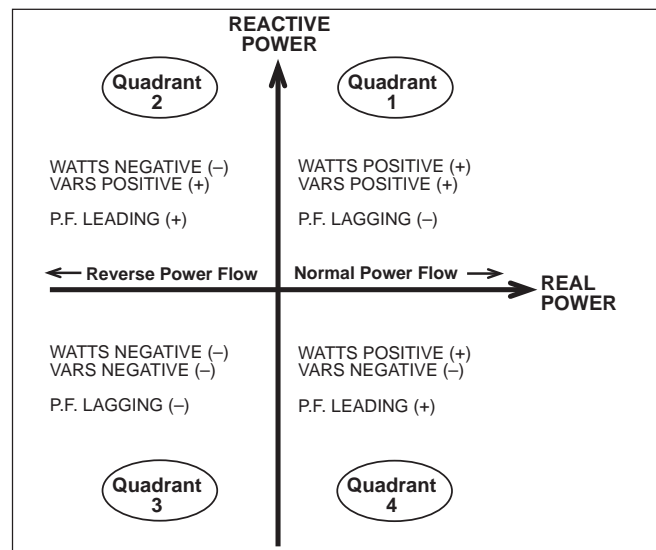 REACTIVE
POWER
Quadrant
2
Quadrant
1
WATTS NEGATIVE (–)
VARS POSITIVE (+)
P.F. LEADING (+)
WATTS POSITIVE (+)
VARS POSITIVE (+)
P.F. LAGGING (–)
Reverse Power Flow
Normal Power Flow
REAL
POWER
WATTS NEGATIVE (–)
VARS NEGATIVE (–)
P.F. LAGGING (–)
WATTS POSITIVE (+)
VARS NEGATIVE (–)
P.F. LEADING (+)
Quadrant
3
Quadrant
4